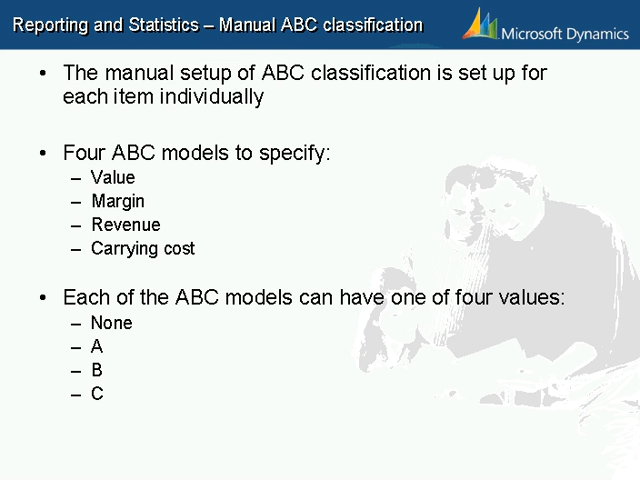 Reporting and Statistics – Manual ABC classification
Microsoft Dynamics
• The manual setup of ABC classification is set up for
each item individually
• Four ABC models to specify:
– Value
– Margin
– Revenue
– Carrying cost
• Each of the ABC models can have one of four values:
– None
– A
– B
– C